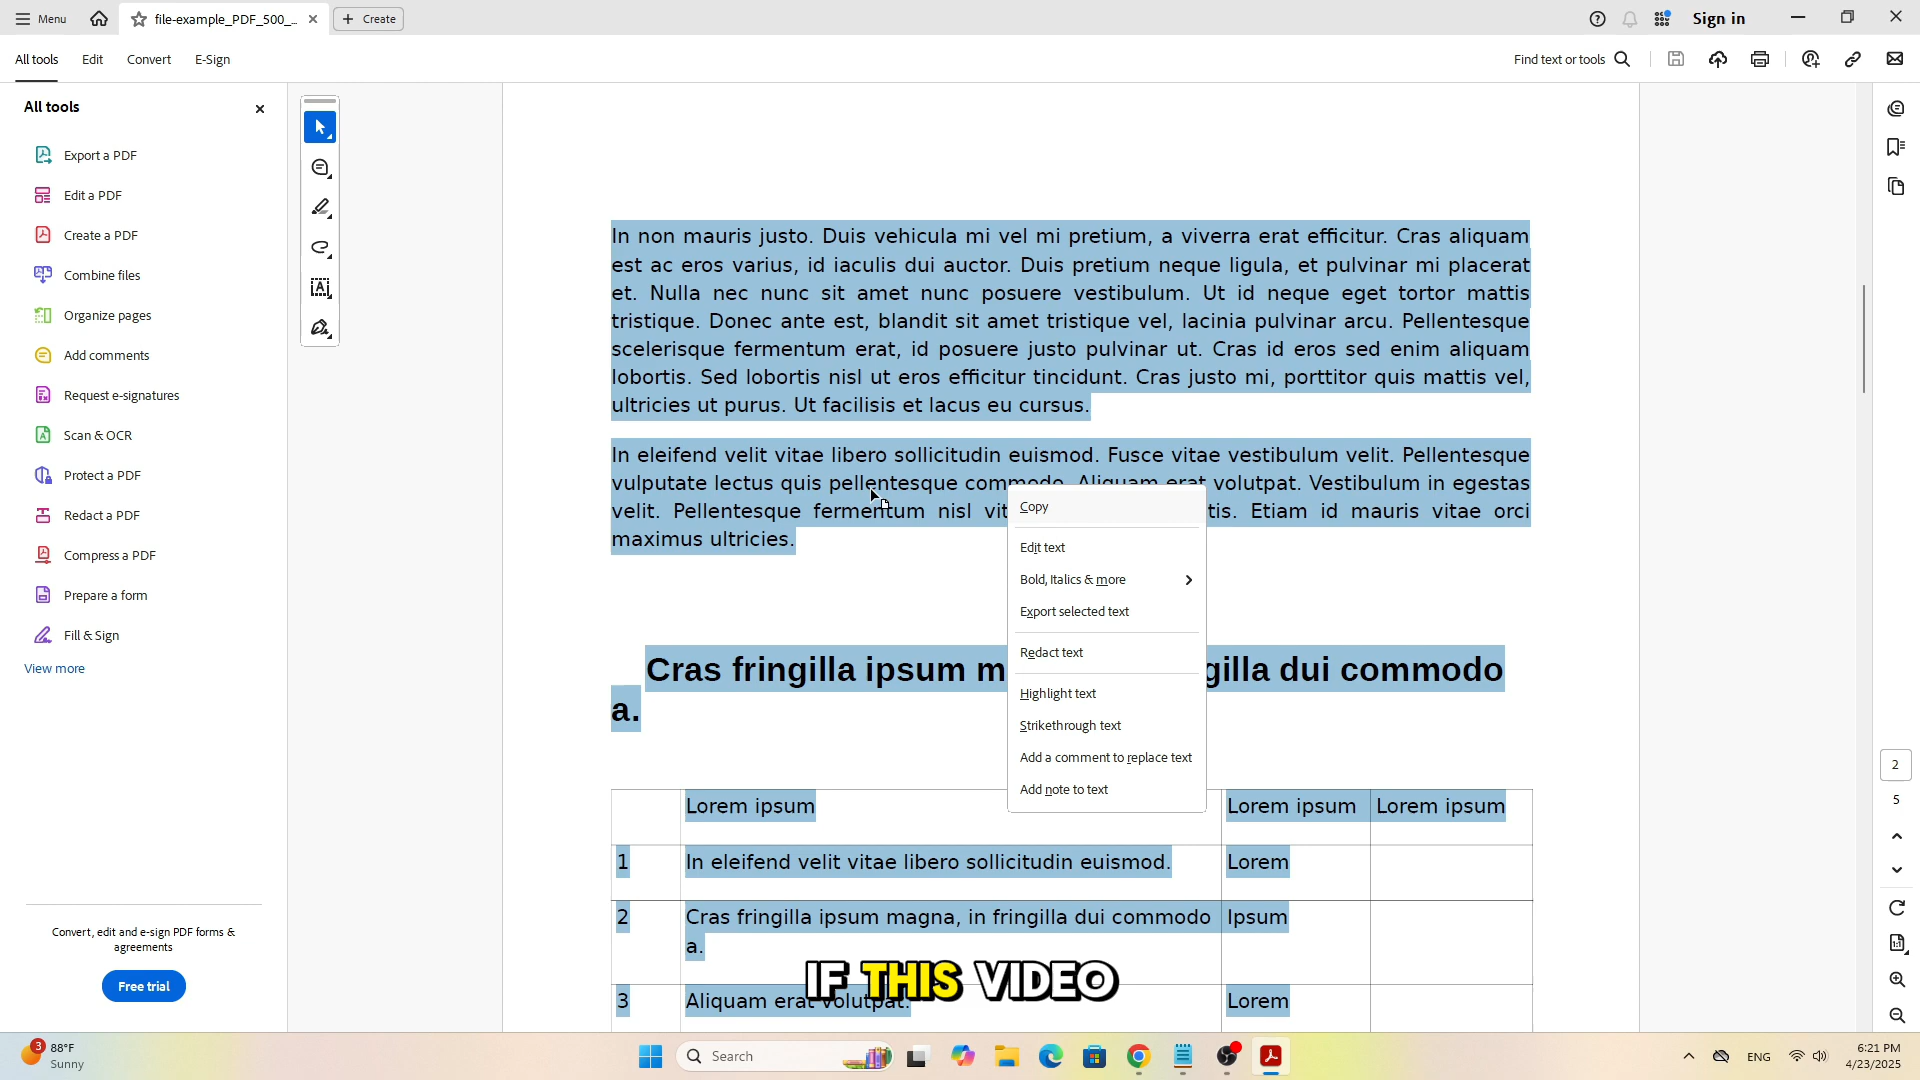 Menu
file-example_PDF_500_...
Create
Sign in
All tools
Edit
Convert
E-Sign
Find text or tools
All tools
Export a PDF
Edit a PDF
Create a PDF
Combine files
Organize pages
Add comments
Request e-signatures
Scan & OCR
Protect a PDF
Redact a PDF
Compress a PDF
Prepare a form
Fill & Sign
View more
Convert, edit and e-sign PDF forms &
agreements
Free trial
In non mauris justo. Duis vehicula mi vel mi pretium, a viverra erat efficitur. Cras aliquam
est ac eros varius, id iaculis dui auctor. Duis pretium neque ligula, et pulvinar mi placerat
et. Nulla nec nunc sit amet nunc posuere vestibulum. Ut id neque eget tortor mattis
tristique. Donec ante est, blandit sit amet tristique vel, lacinia pulvinar arcu. Pellentesque
scelerisque fermentum erat, id posuere justo pulvinar ut. Cras id eros sed enim aliquam
lobortis. Sed lobortis nisl ut eros efficitur tincidunt. Cras justo mi, porttitor quis mattis vel,
ultricies ut purus. Ut facilisis et lacus eu cursus.
In eleifend velit vitae libero sollicitudin euismod. Fusce vitae vestibulum velit. Pellentesque
vulputate lectus quis pellentesque commodo. Aliquam erat volutpat. Vestibulum in egestas
velit. Pellentesque fermentum nisl tis. Etiam id mauris vitae orci
maximus ultricies.
Copy
Edit text
Bold, Italics & more
Export selected text
Redact text
Highlight text
Strikethrough text
Add a comment to replace text
Add note to text
Cras fringilla ipsum m gilla dui commodo
a.
Lorem ipsum Lorem ipsum Lorem ipsum
1 In eleifend velit vitae libero sollicitudin euismod. Lorem
2 Cras fringilla ipsum magna, in fringilla dui commodo Ipsum
a.
3 Aliquam erat volutpat. Lorem
IF THIS VIDEO
2
5
3
88°F
Sunny
Search
ENG
6:21 PM
4/23/2025